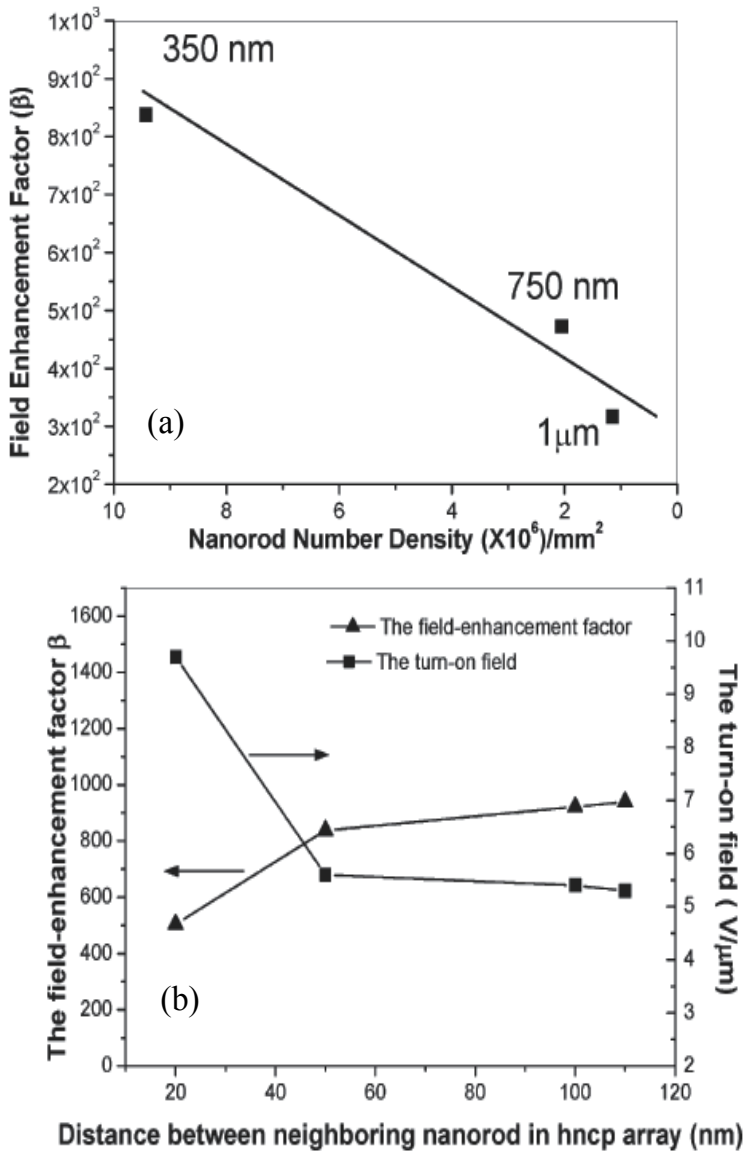 1x10³
9x10²
8x10²
7x10²
6x10²
5x10²
4x10²
3x10²
2x10²
Field Enhancement Factor (β)
350 nm
750 nm
1μm
(a)
10 8 6 4 2 0
Nanorod Number Density (X10⁶)/mm²
1600
1400
1200
1000
800
600
400
200
0
The field-enhancement factor β
The field-enhancement factor
The turn-on field
(b)
11
10
9
8
7
6
5
4
3
2
The turn-on field ( V/μm)
20 40 60 80 100 120
Distance between neighboring nanorod in hncp array (nm)